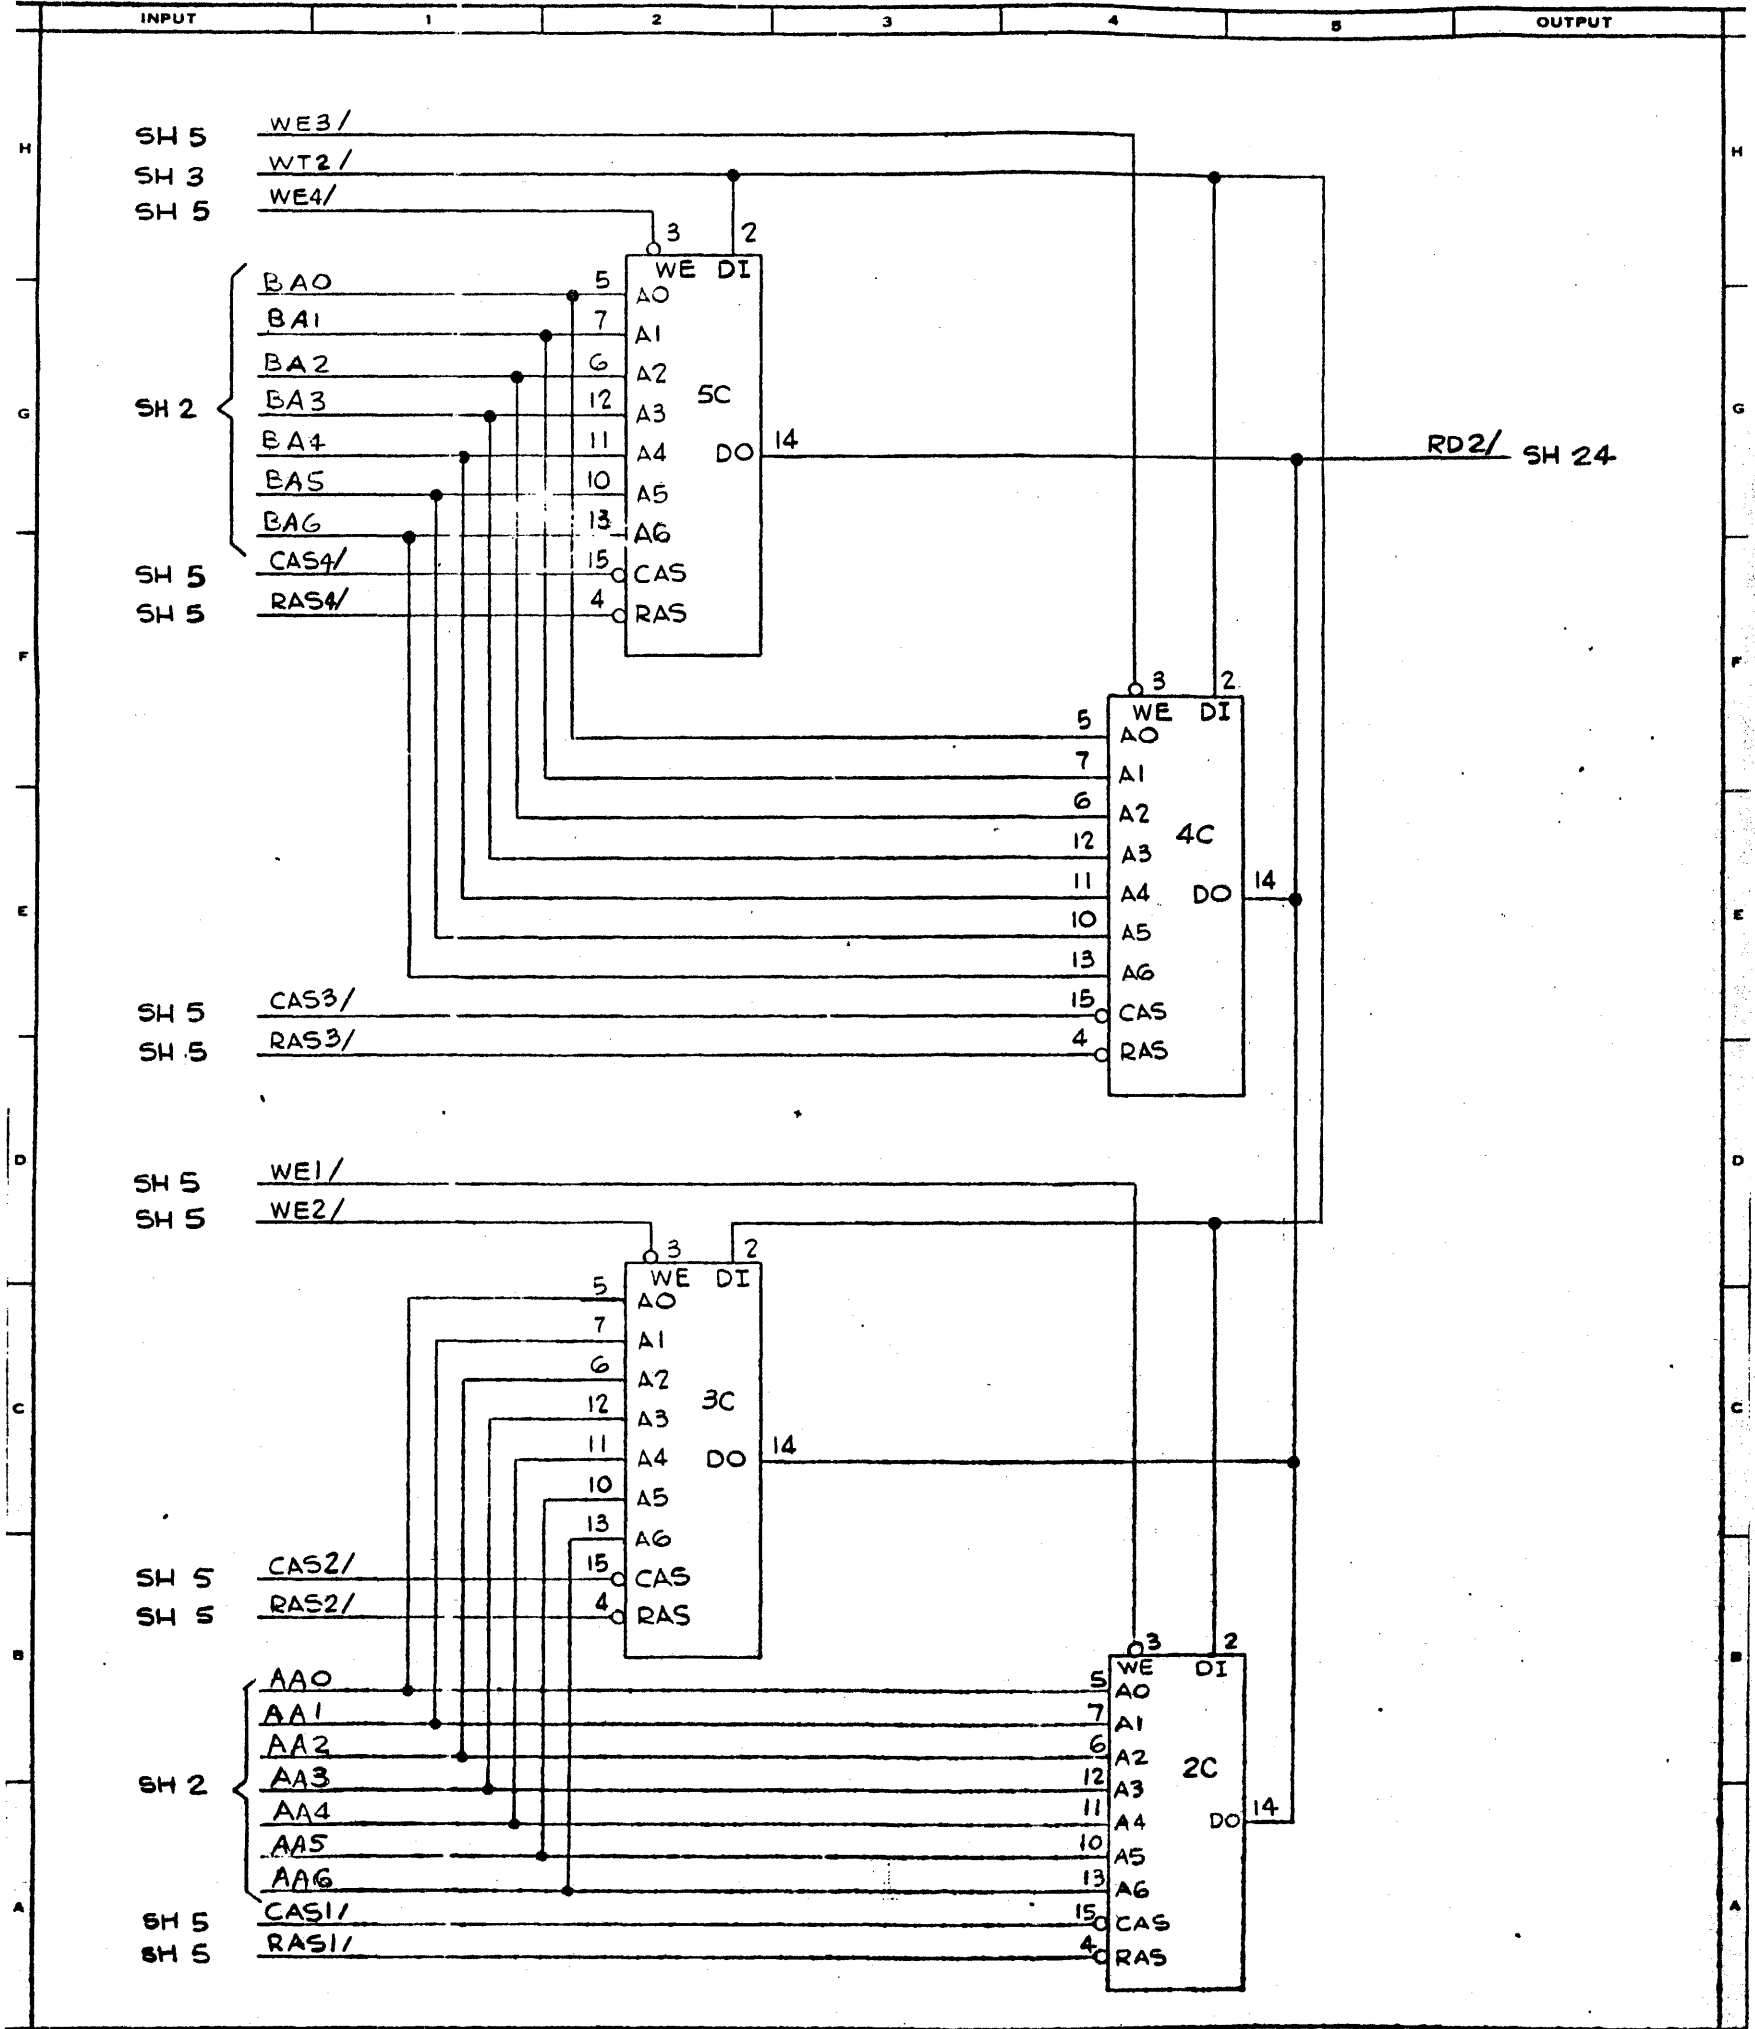 INPUT 1 2 3 4 5 OUTPUT
H H
SH 5 WE3/
SH 3 WT2/
SH 5 WE4/
3 2
WE DI
BA0 5 A0
BA1 7 A1
BA2 6 A2
5C
G SH 2 BA3 12 A3 G
BA4 11 A4 DO 14 RD2/ SH 24
BA5 10 A5
BA6 13 A6
SH 5 CAS4/ 15 CAS
SH 5 RAS4/ 4 RAS
F F
3 2
WE DI
5 A0
7 A1
6 A2
4C
12 A3
11 A4 DO 14
E E
10 A5
13 A6
SH 5 CAS3/ 15 CAS
SH 5 RAS3/ 4 RAS
D D
SH 5 WE1/
SH 5 WE2/
3 2
WE DI
5 A0
7 A1
6 A2
3C
C C
12 A3
11 A4 DO 14
10 A5
13 A6
SH 5 CAS2/ 15 CAS
SH 5 RAS2/ 4 RAS
3 2
B B
WE DI
AA0 5 A0
AA1 7 A1
AA2 6 A2
2C
SH 2 AA3 12 A3
AA4 11 A4 DO 14
AA5 10 A5
AA6 13 A6
A A
SH 5 CAS1/ 15 CAS
SH 5 RAS1/ 4 RAS